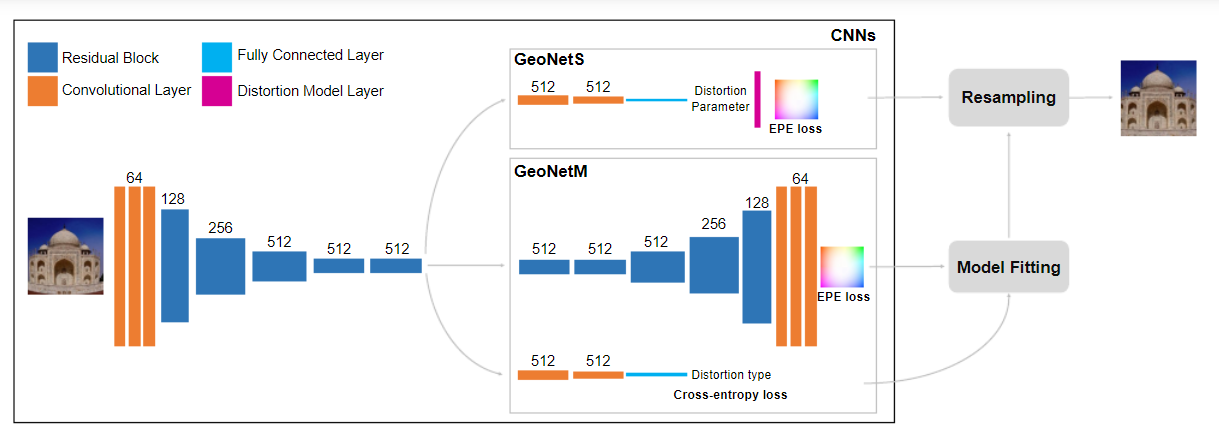 CNNs
Residual Block
Fully Connected Layer
Convolutional Layer
Distortion Model Layer
64
128
256
512
512
512
GeoNetS
512
512
Distortion
Parameter
EPE loss
GeoNetM
512
512
512
256
128
64
EPE loss
512
512
Distortion type
Cross-entropy loss
Resampling
Model Fitting